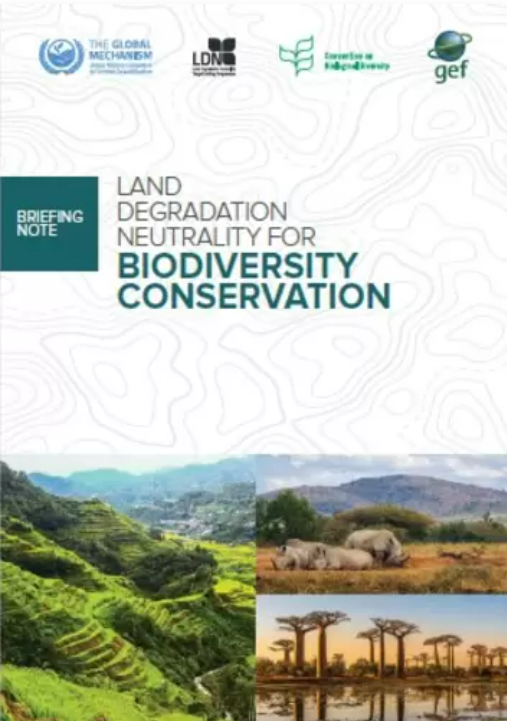 THE GLOBAL
MECHANISM
LDN
Convention on
Biological Diversity
gef
BRIEFING
NOTE
LAND
DEGRADATION
NEUTRALITY FOR
BIODIVERSITY
CONSERVATION